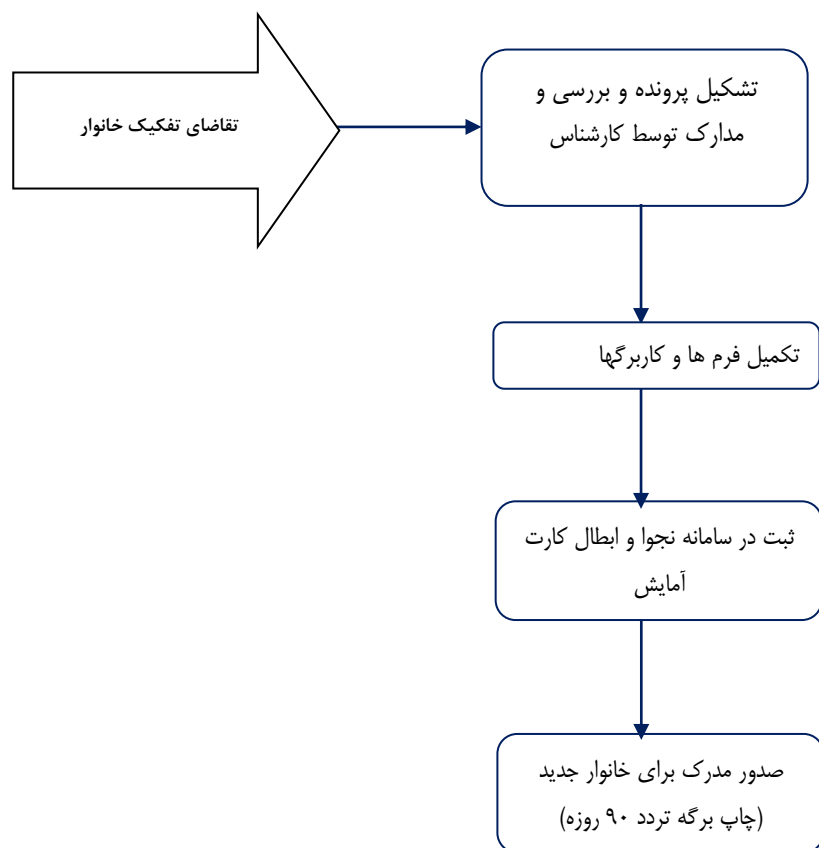 تقاضای تفکیک خانوار
تشکیل پرونده و بررسی و
مدارک توسط کارشناس
تکمیل فرم ها و کاربرگها
ثبت در سامانه نجوا و ابطال کارت
آمایش
صدور مدرک برای خانوار جدید
(چاپ برگه تردد ۹۰ روزه)